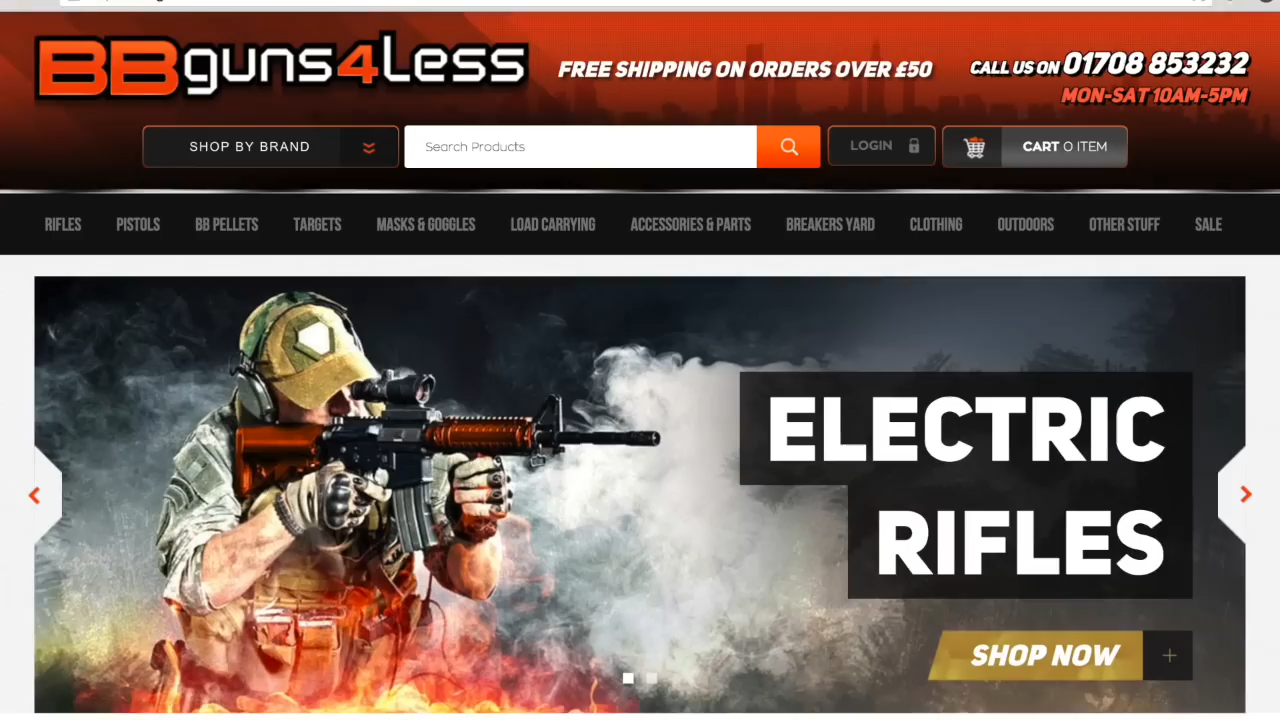 BBguns4Less
FREE SHIPPING ON ORDERS OVER £50
CALL US ON 01708 853232
MON-SAT 10AM-5PM
SHOP BY BRAND
Search Products
LOGIN
CART 0 ITEM
RIFLES PISTOLS BB PELLETS TARGETS MASKS & GOGGLES LOAD CARRYING ACCESSORIES & PARTS BREAKERS YARD CLOTHING OUTDOORS OTHER STUFF SALE
ELECTRIC
RIFLES
SHOP NOW +